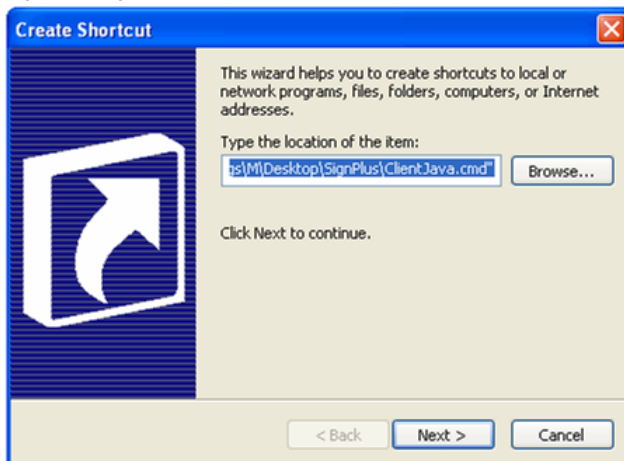 Create Shortcut
This wizard helps you to create shortcuts to local or
network programs, files, folders, computers, or Internet
addresses.
Type the location of the item:
gs\M\Desktop\SignPlus\ClientJava.cmd"
Browse...
Click Next to continue.
< Back
Next >
Cancel